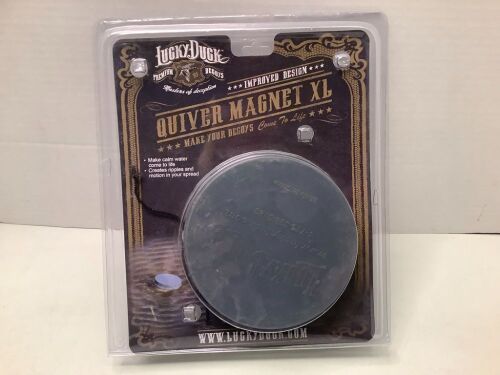 LUCKY DUCK
PREMIUM DECOYS
Masters of deception
★★★ IMPROVED DESIGN ★★★
QUIVER MAGNET XL
★★★ MAKE YOUR DECOYS Come To Life ★★★
• Make calm water
come to life
• Creates ripples and
motion in your spread
WWW.LUCKYDUCK.COM